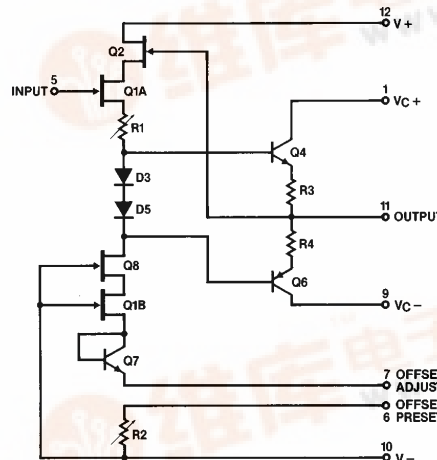 12
V+
Q2
5
INPUT
Q1A
1
VC+
R1
Q4
D3
R3
11
OUTPUT
D5
R4
Q8
Q6
9
VC−
Q1B
Q7
7 OFFSET
ADJUST
OFFSET
6 PRESET
R2
10
V−